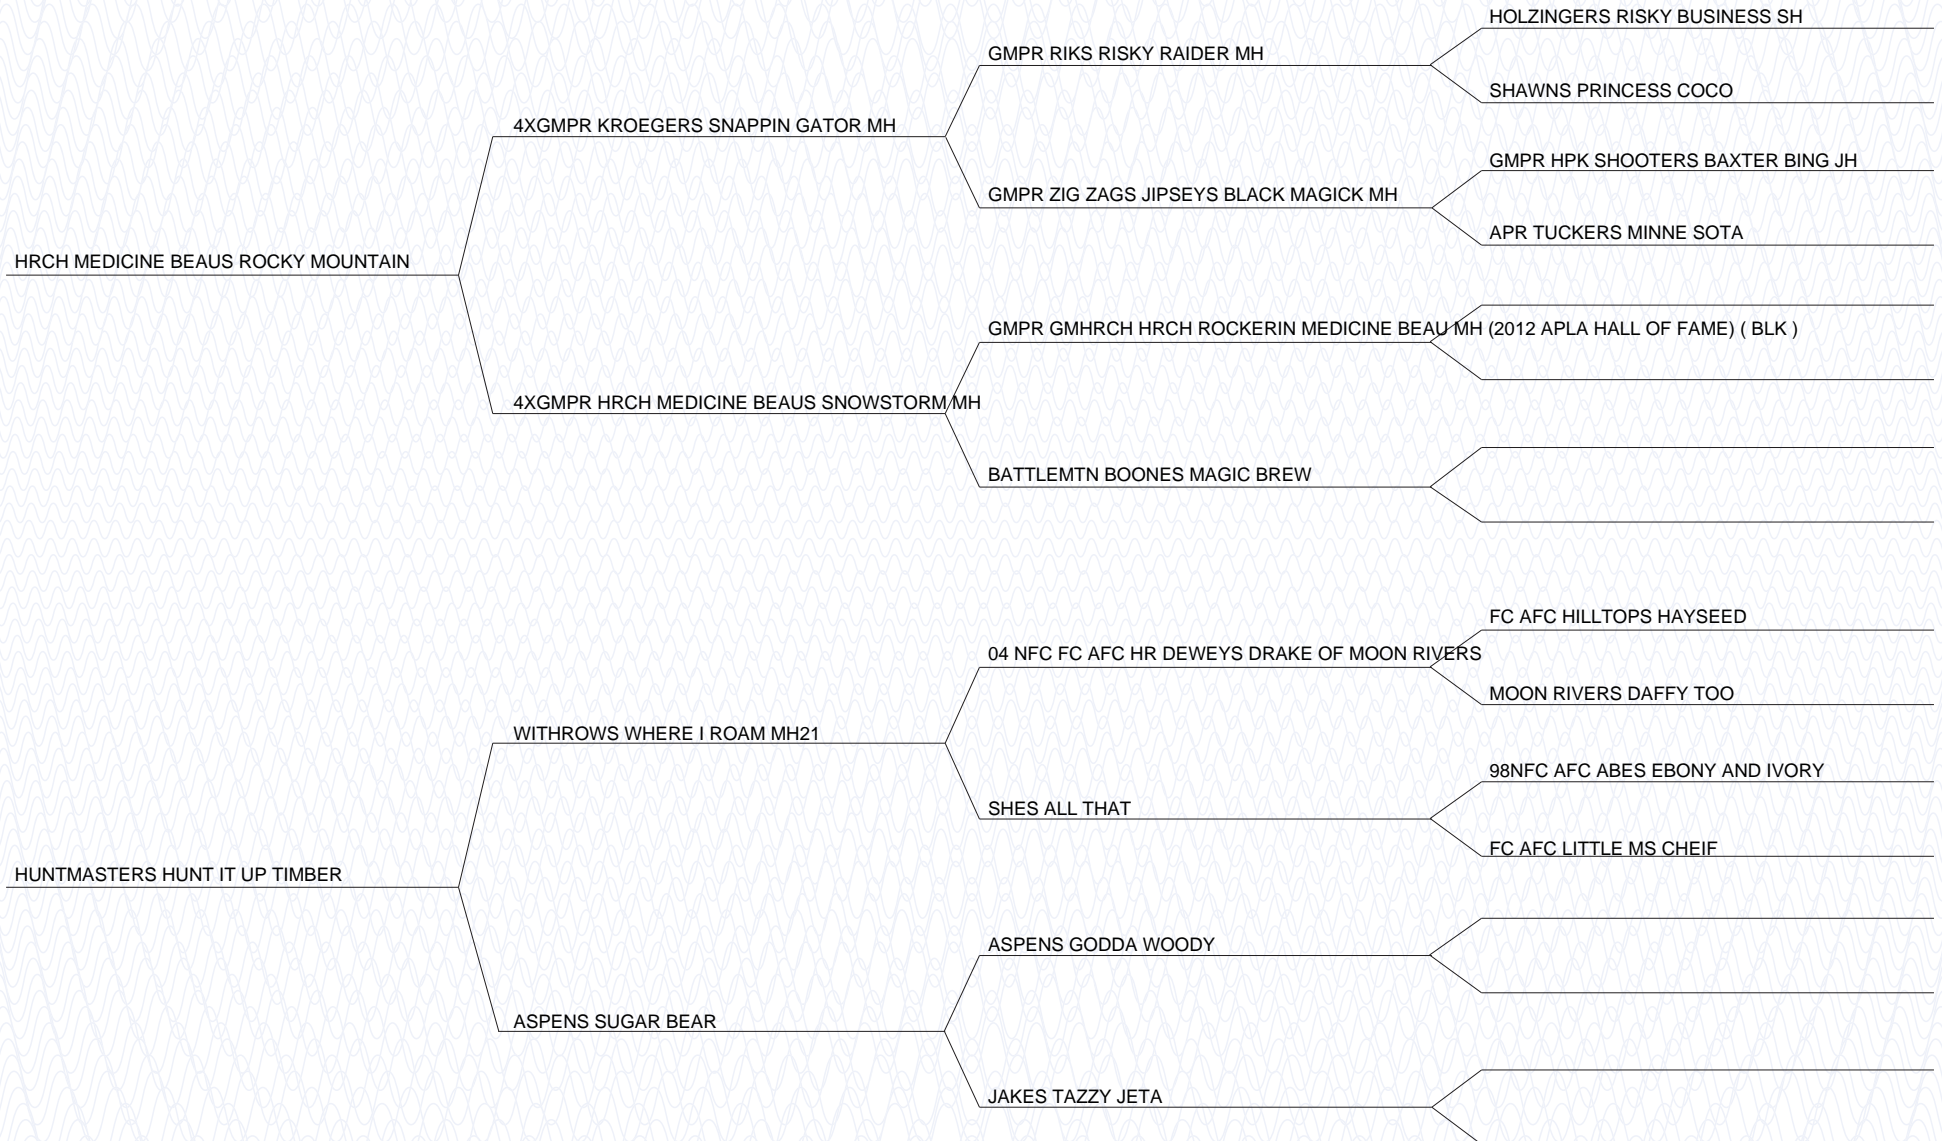 HOLZINGERS RISKY BUSINESS SH
GMPR RIKS RISKY RAIDER MH
SHAWNS PRINCESS COCO
4XGMPR KROEGERS SNAPPIN GATOR MH
GMPR HPK SHOOTERS BAXTER BING JH
GMPR ZIG ZAGS JIPSEYS BLACK MAGICK MH
APR TUCKERS MINNE SOTA
HRCH MEDICINE BEAUS ROCKY MOUNTAIN
GMPR GMHRCH HRCH ROCKERIN MEDICINE BEAU MH (2012 APLA HALL OF FAME) ( BLK )
4XGMPR HRCH MEDICINE BEAUS SNOWSTORM MH
BATTLEMTN BOONES MAGIC BREW
FC AFC HILLTOPS HAYSEED
04 NFC FC AFC HR DEWEYS DRAKE OF MOON RIVERS
MOON RIVERS DAFFY TOO
WITHROWS WHERE I ROAM MH21
98NFC AFC ABES EBONY AND IVORY
SHES ALL THAT
FC AFC LITTLE MS CHEIF
HUNTMASTERS HUNT IT UP TIMBER
ASPENS GODDA WOODY
ASPENS SUGAR BEAR
JAKES TAZZY JETA